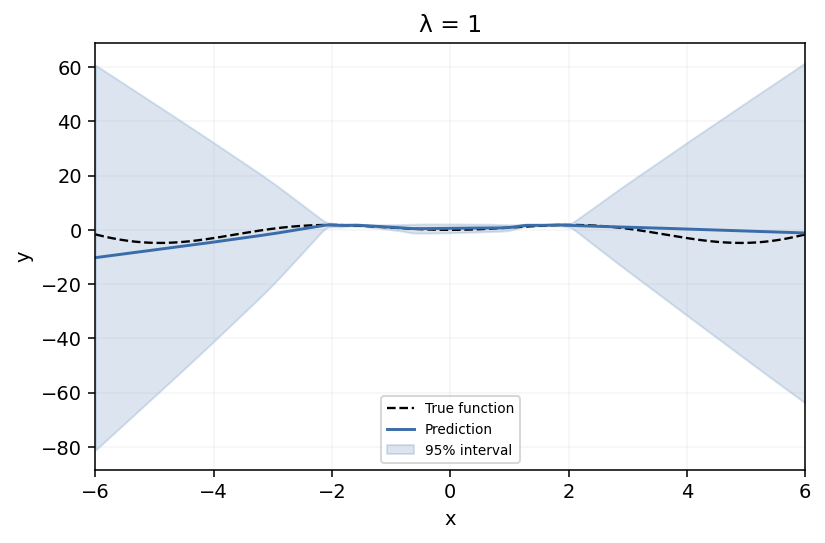 λ = 1
60
40
20
0
−20
−40
−60
−80
y
True function
Prediction
95% interval
−6 −4 −2 0 2 4 6
x